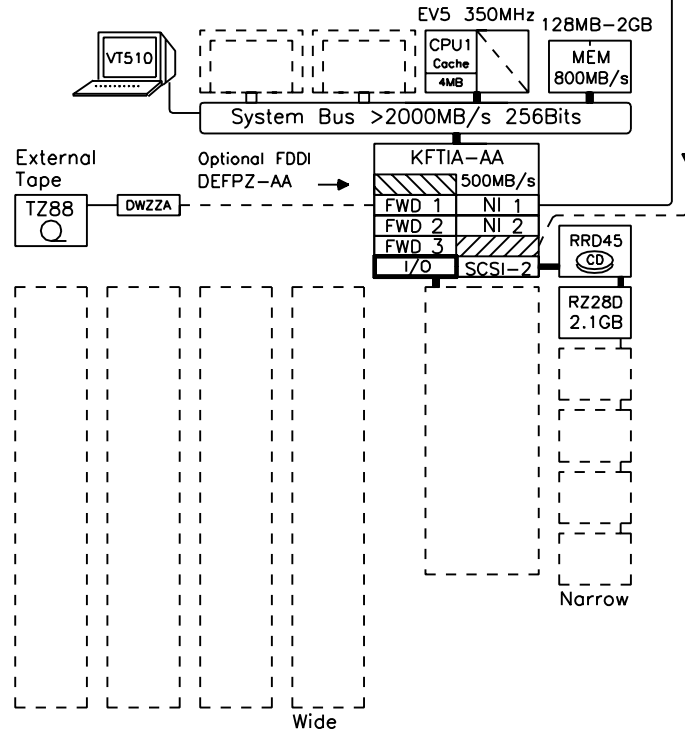 EV5 350MHz
128MB-2GB
VT510
CPU1
Cache
4MB
MEM
800MB/s
System Bus >2000MB/s 256Bits
External
Tape
Optional FDDI
DEFPZ-AA
KFTIA-AA
500MB/s
TZ88
DWZZA
FWD 1
NI 1
FWD 2
NI 2
FWD 3
I/O
SCSI-2
RRD45
CD
RZ28D
2.1GB
Narrow
Wide